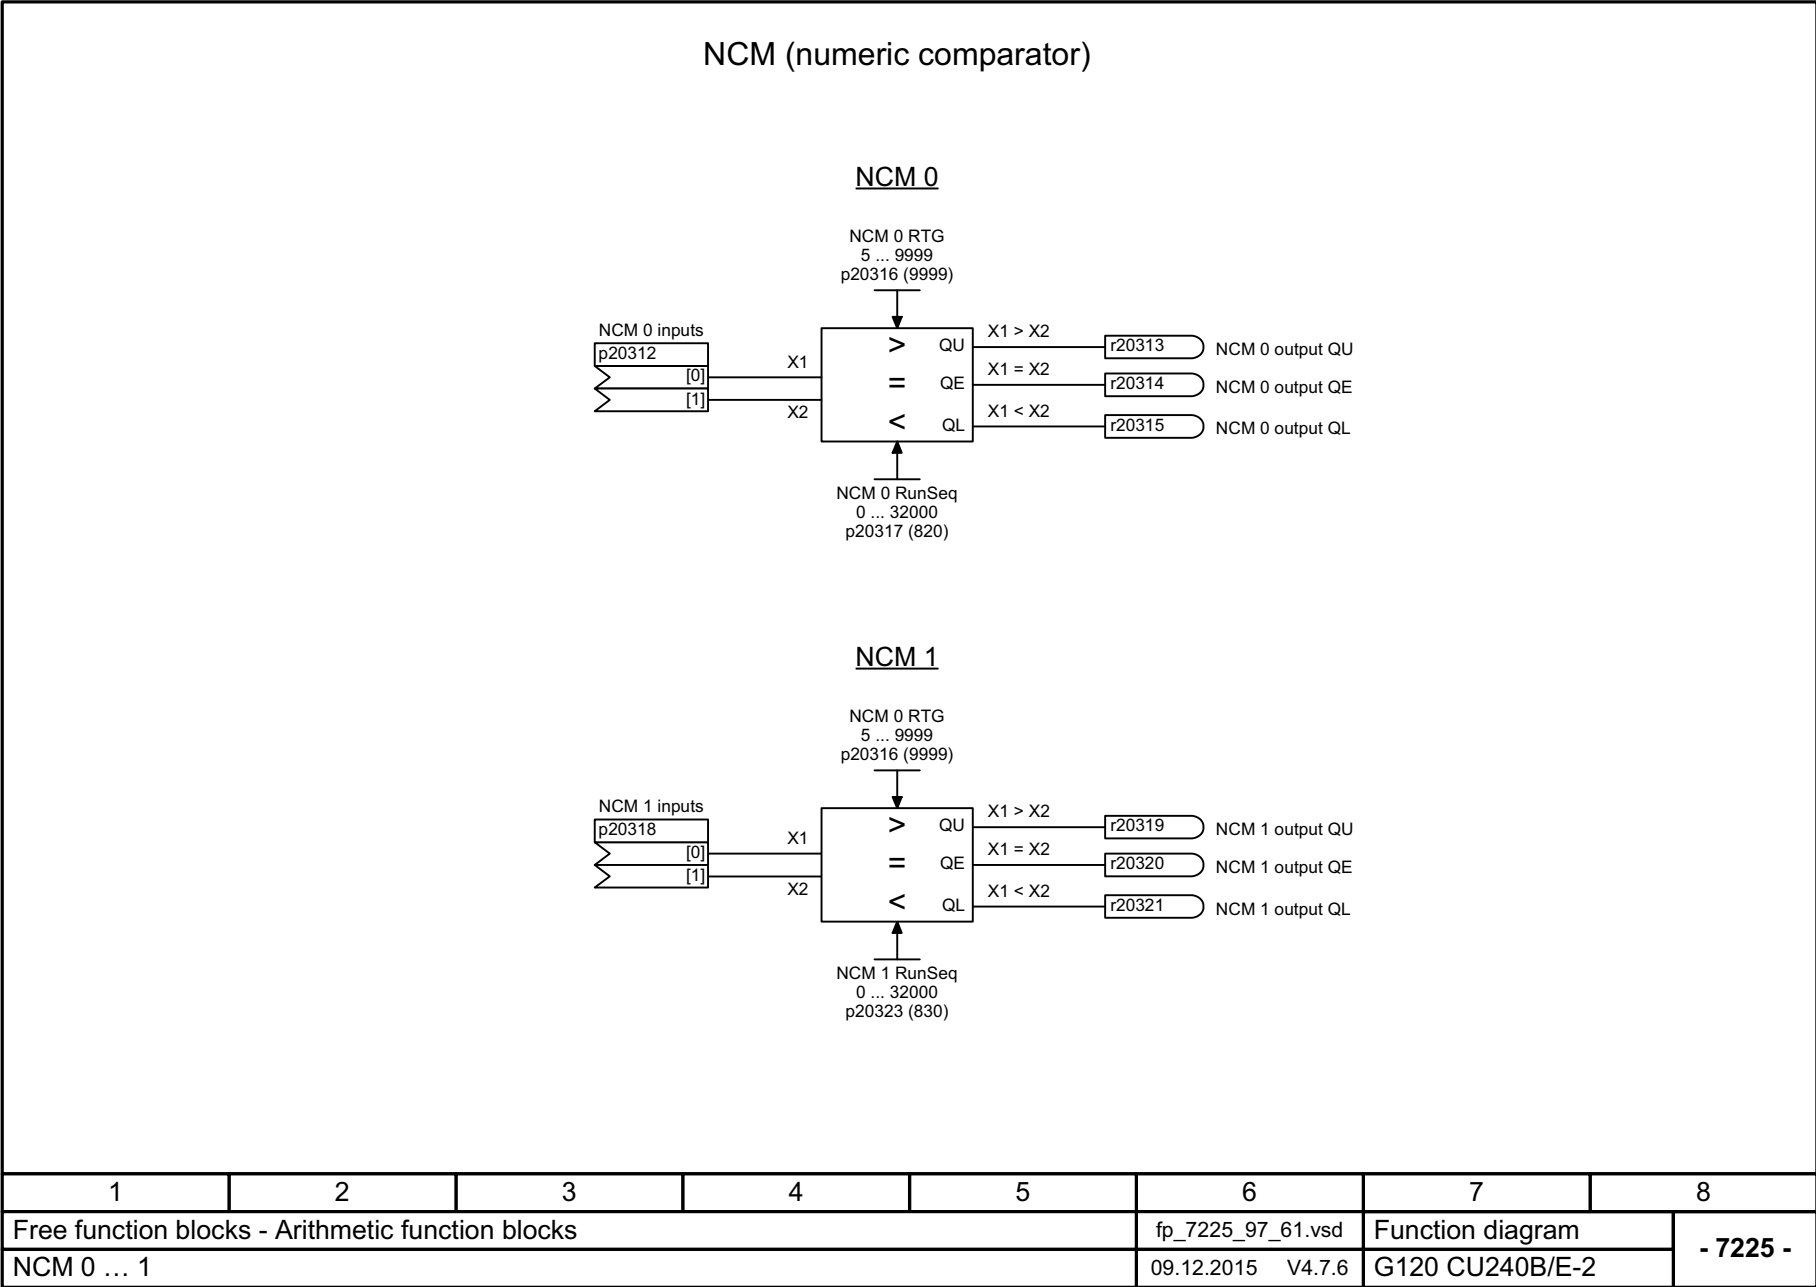 NCM (numeric comparator)
NCM 0
NCM 0 RTG
5 ... 9999
p20316 (9999)
NCM 0 inputs
p20312
[0]
[1]
X1
X2
>
=
<
QU
QE
QL
X1 > X2
X1 = X2
X1 < X2
r20313
r20314
r20315
NCM 0 output QU
NCM 0 output QE
NCM 0 output QL
NCM 0 RunSeq
0 ... 32000
p20317 (820)
NCM 1
NCM 0 RTG
5 ... 9999
p20316 (9999)
NCM 1 inputs
p20318
[0]
[1]
X1
X2
>
=
<
QU
QE
QL
X1 > X2
X1 = X2
X1 < X2
r20319
r20320
r20321
NCM 1 output QU
NCM 1 output QE
NCM 1 output QL
NCM 1 RunSeq
0 ... 32000
p20323 (830)
1 2 3 4 5 6 7 8
Free function blocks - Arithmetic function blocks
fp_7225_97_61.vsd
Function diagram
- 7225 -
NCM 0 … 1
09.12.2015 V4.7.6
G120 CU240B/E-2